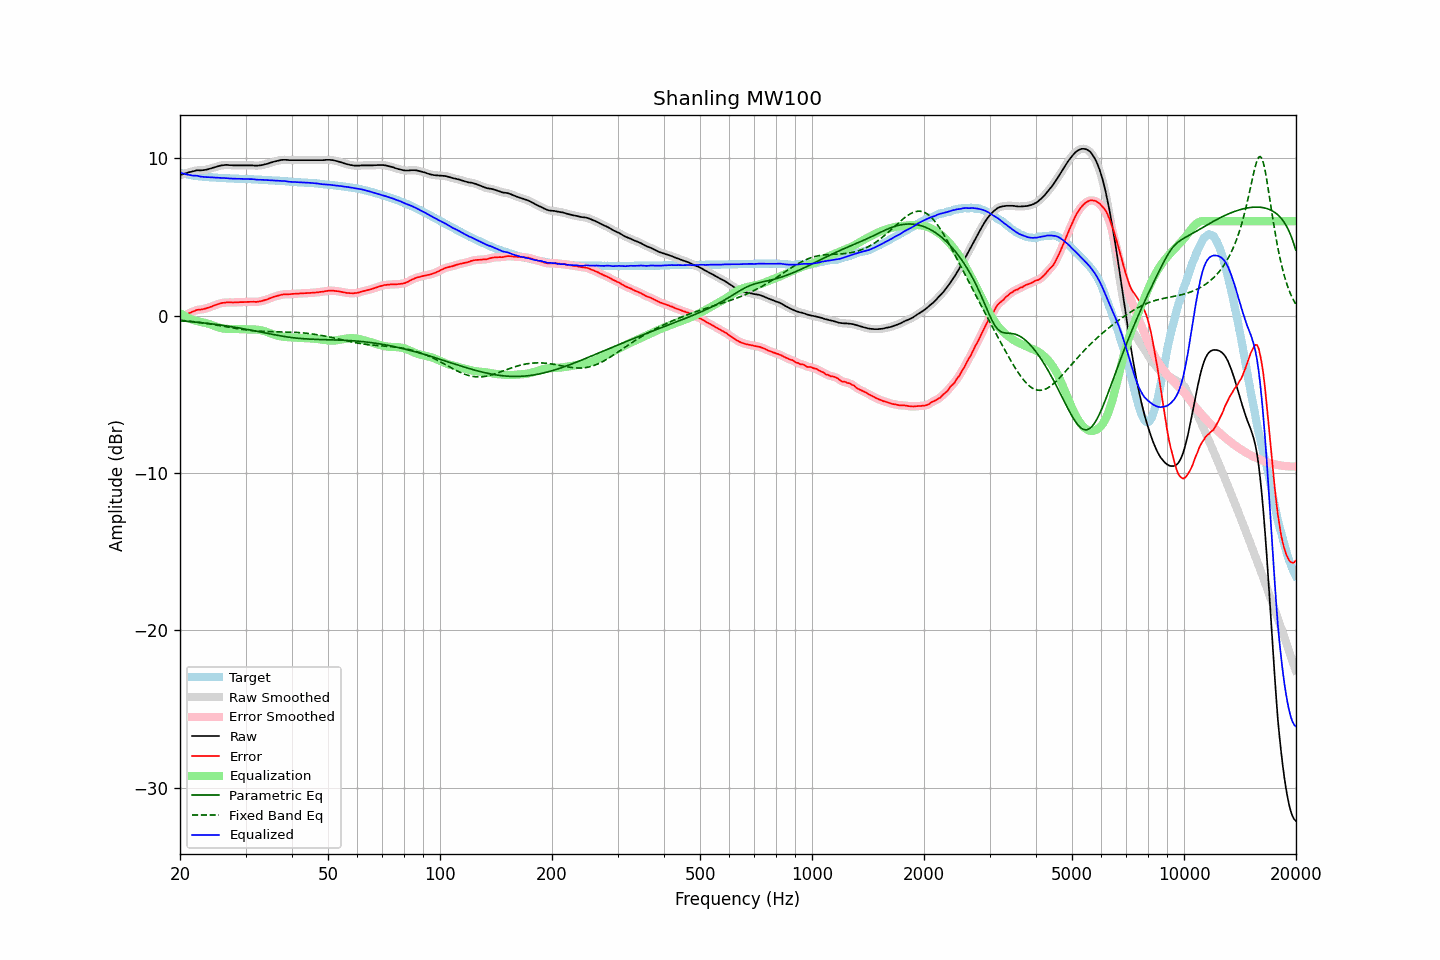 Shanling MW100
Amplitude (dBr)
10
0
−10
−20
−30
Target
Raw Smoothed
Error Smoothed
Raw
Error
Equalization
Parametric Eq
Fixed Band Eq
Equalized
20 50 100 200 500 1000 2000 5000 10000 20000
Frequency (Hz)